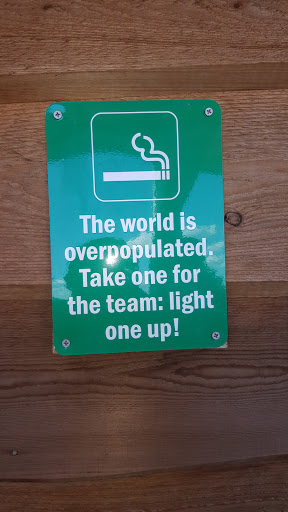 The world is
overpopulated.
Take one for
the team: light
one up!